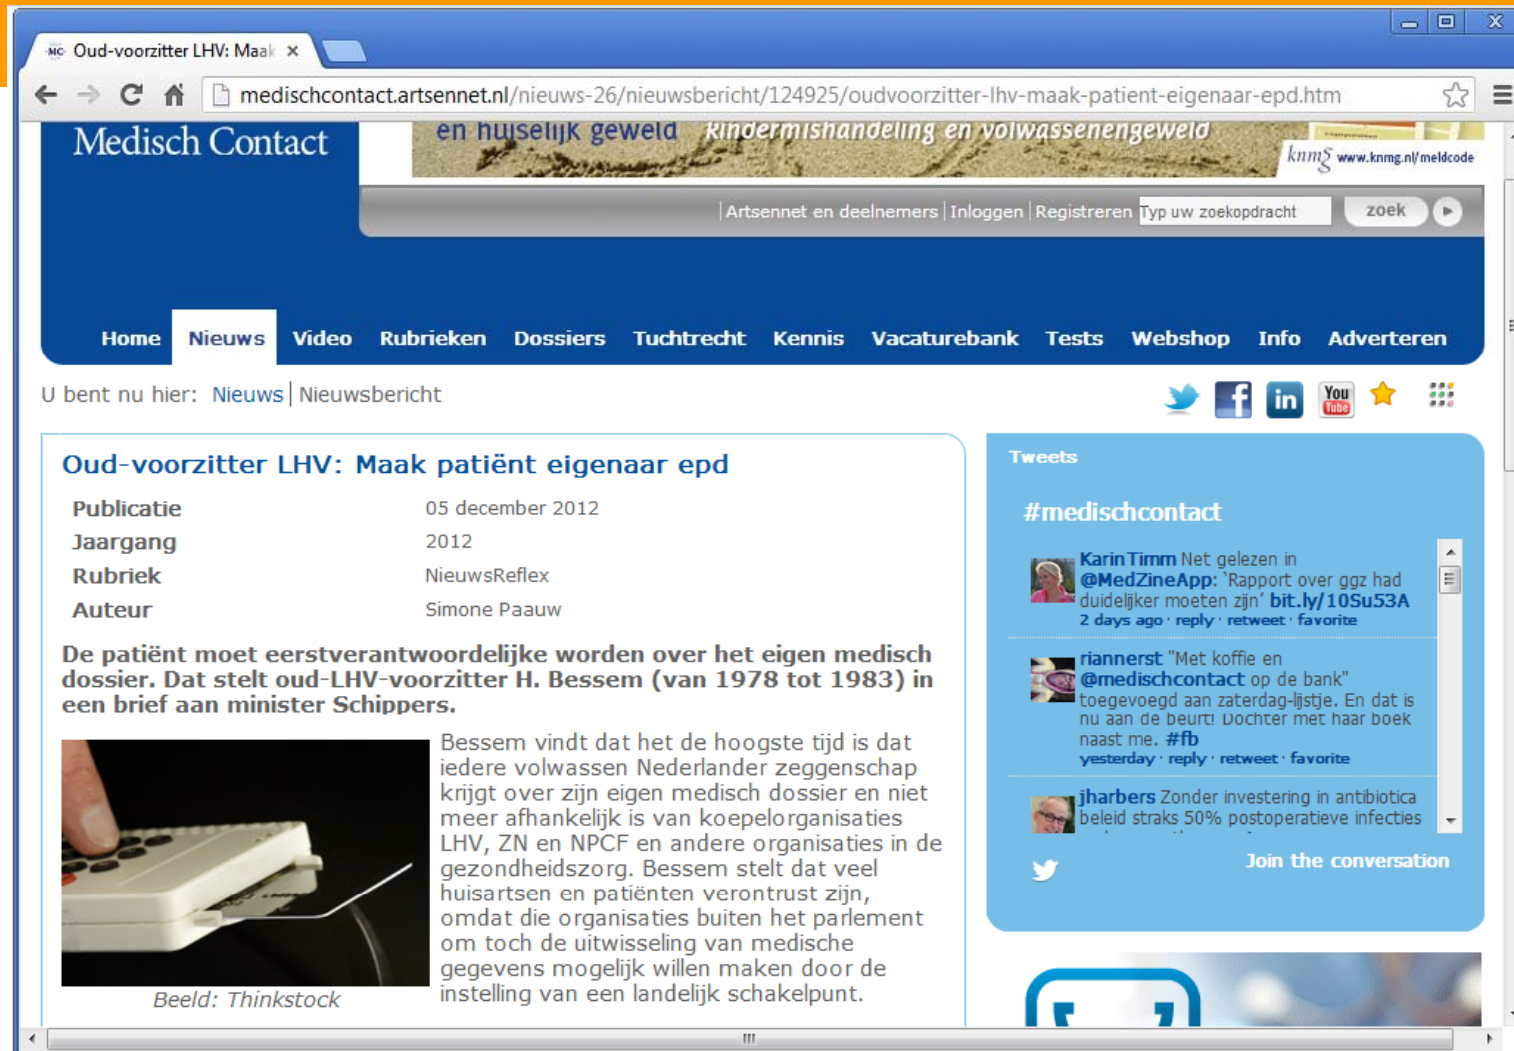 Oud-voorzitter LHV: Maak
medischcontact.artsennet.nl/nieuws-26/nieuwsbericht/124925/oudvoorzitter-lhv-maak-patient-eigenaar-epd.htm
Medisch Contact
en huiselijk geweld kindermishandeling en volwassenengeweld
knmg www.knmg.nl/meldcode
Artsennet en deelnemers | Inloggen | Registreren Typ uw zoekopdracht zoek
Home Nieuws Video Rubrieken Dossiers Tuchtrecht Kennis Vacaturebank Tests Webshop Info Adverteren
U bent nu hier: Nieuws | Nieuwsbericht
You Tube
Oud-voorzitter LHV: Maak patiënt eigenaar epd
Publicatie 05 december 2012
Jaargang 2012
Rubriek NieuwsReflex
Auteur Simone Paauw
De patiënt moet eerstverantwoordelijke worden over het eigen medisch
dossier. Dat stelt oud-LHV-voorzitter H. Bessem (van 1978 tot 1983) in
een brief aan minister Schippers.
Bessem vindt dat het de hoogste tijd is dat
iedere volwassen Nederlander zeggenschap
krijgt over zijn eigen medisch dossier en niet
meer afhankelijk is van koepelorganisaties
LHV, ZN en NPCF en andere organisaties in de
gezondheidszorg. Bessem stelt dat veel
huisartsen en patiënten verontrust zijn,
omdat die organisaties buiten het parlement
om toch de uitwisseling van medische
gegevens mogelijk willen maken door de
instelling van een landelijk schakelpunt.
Beeld: Thinkstock
Tweets
#medischcontact
Karin Timm Net gelezen in
@MedZineApp: 'Rapport over ggz had
duidelijker moeten zijn' bit.ly/10Su53A
2 days ago · reply · retweet · favorite
riannerst "Met koffie en
@medischcontact op de bank"
toegevoegd aan zaterdag-lijstje. En dat is
nu aan de beurt! Dochter met haar boek
naast me. #fb
yesterday · reply · retweet · favorite
jharbers Zonder investering in antibiotica
beleid straks 50% postoperatieve infecties
Join the conversation